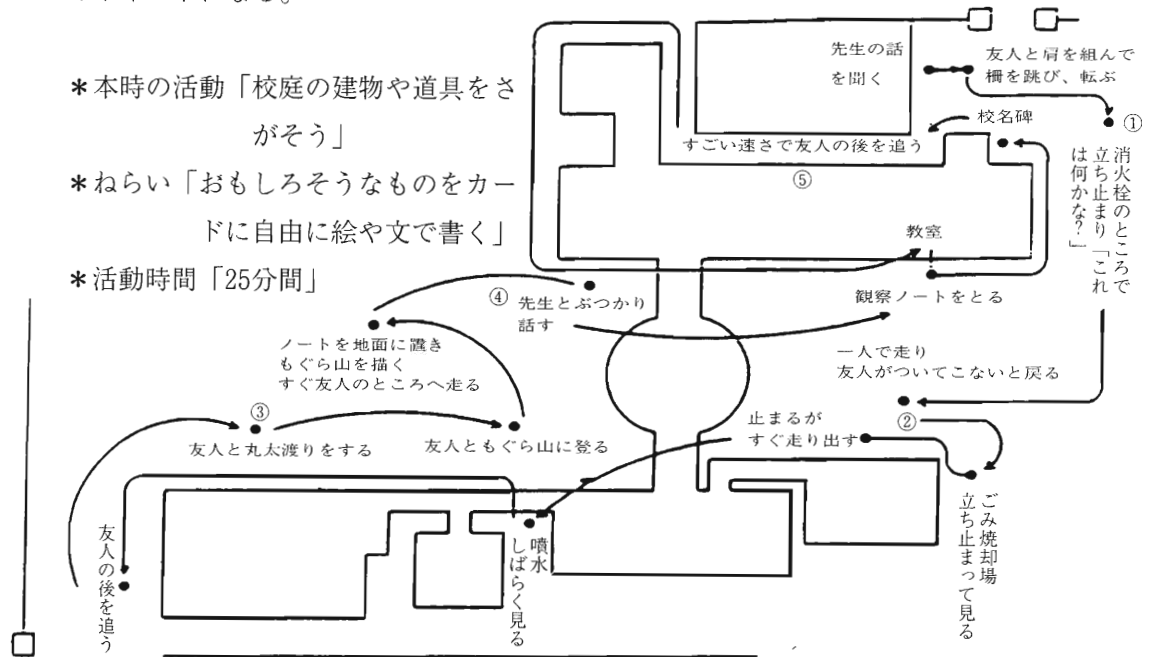 ＊本時の活動「校庭の建物や道具をさ
がそう」
＊ねらい「おもしろそうなものをカー
ドに自由に絵や文で書く」
＊活動時間「25分間」
先生の話
を聞く
友人と肩を組んで
柵を跳び、転ぶ
①
消火栓のところで
立ち止まり「これ
は何かな？」
校名碑
すごい速さで友人の後を追う
⑤
教室
観察ノートをとる
④
先生とぶつかり
話す
ノートを地面に置き
もぐら山を描く
すぐ友人のところへ走る
一人で走り
友人がついてこないと戻る
②
③
友人と丸太渡りをする
友人ともぐら山に登る
止まるが
すぐ走り出す
ごみ焼却場
立ち止まって見る
噴水
しばらく見る
友人の後を追う